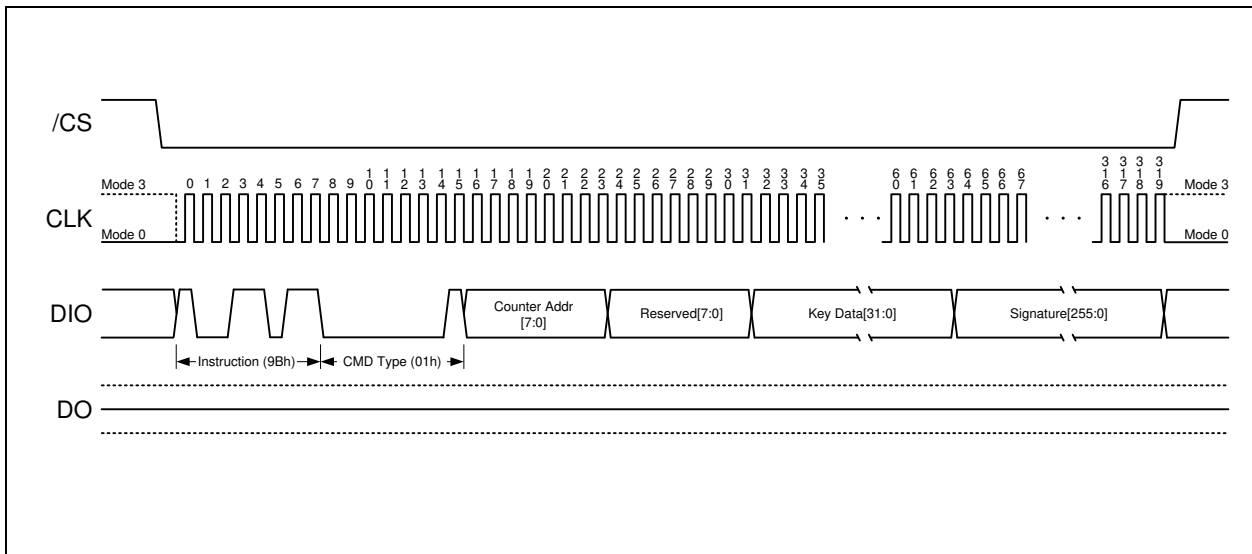 /CS
Mode 3
0 1 2 3 4 5 6 7 8 9 10 11 12 13 14 15 16 17 18 19 20 21 22 23 24 25 26 27 28 29 30 31 32 33 34 35 60 61 62 63 64 65 66 67 316 317 318 319
Mode 3
CLK
Mode 0
. . .
. . . .
Mode 0
DIO
Counter Addr
[7:0]
Reserved[7:0]
Key Data[31:0]
Signature[255:0]
Instruction (9Bh)
CMD Type (01h)
DO